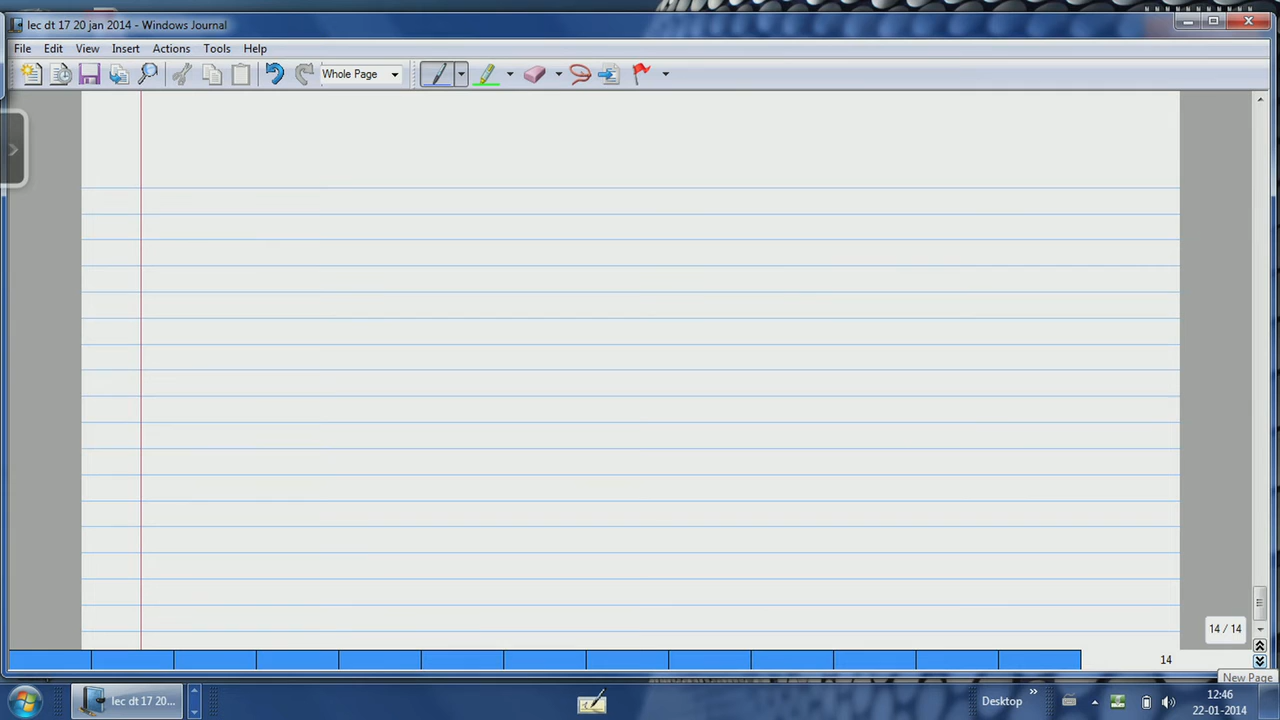 lec dt 17 20 jan 2014 - Windows Journal
File Edit View Insert Actions Tools Help
Whole Page
14 / 14
14
New Page
lec dt 17 20...
Desktop
12:46
22-01-2014